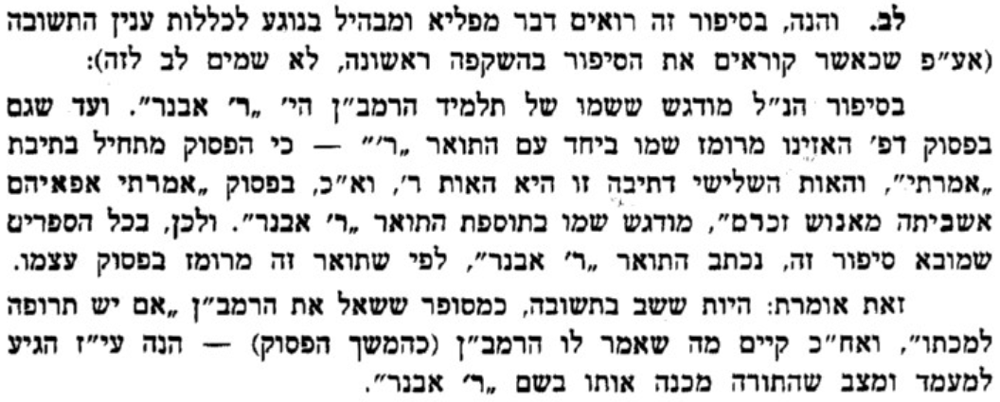 לב. והנה, בסיפור זה רואים דבר מפליא ומבהיל בנוגע לכללות ענין התשובה
(אע״פ שכאשר קוראים את הסיפור בהשקפה ראשונה, לא שמים לב לזה):
בסיפור הנ״ל מודגש ששמו של תלמיד הרמב״ן הי׳ „ר׳ אבנר״. ועד שגם
בפסוק דפ׳ האזינו מרומז שמו ביחד עם התואר „ר׳״ — כי הפסוק מתחיל בתיבת
„אמרתי״, והאות השלישי דתיבה זו היא האות ר׳, וא״כ, בפסוק „אמרתי אפאיהם
אשביתה מאנוש זכרם״, מודגש שמו בתוספת התואר „ר׳ אבנר״. ולכן, בכל הספרים
שמובא סיפור זה, נכתב התואר „ר׳ אבנר״, לפי שתואר זה מרומז בפסוק עצמו.
זאת אומרת: היות ששב בתשובה, כמסופר ששאל את הרמב״ן „אם יש תרופה
למכתו״, ואח״כ קיים מה שאמר לו הרמב״ן (כהמשך הפסוק) — הנה עי״ז הגיע
למעמד ומצב שהתורה מכנה אותו בשם „ר׳ אבנר״.